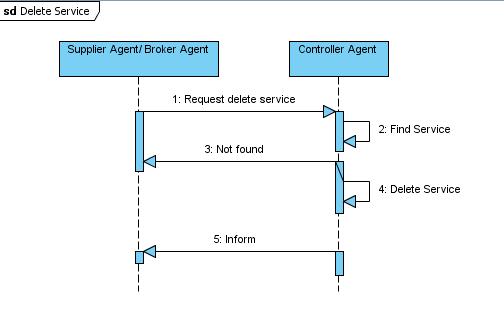 sd Delete Service
Supplier Agent/ Broker Agent
Controller Agent
1: Request delete service
2: Find Service
3: Not found
4: Delete Service
5: Inform